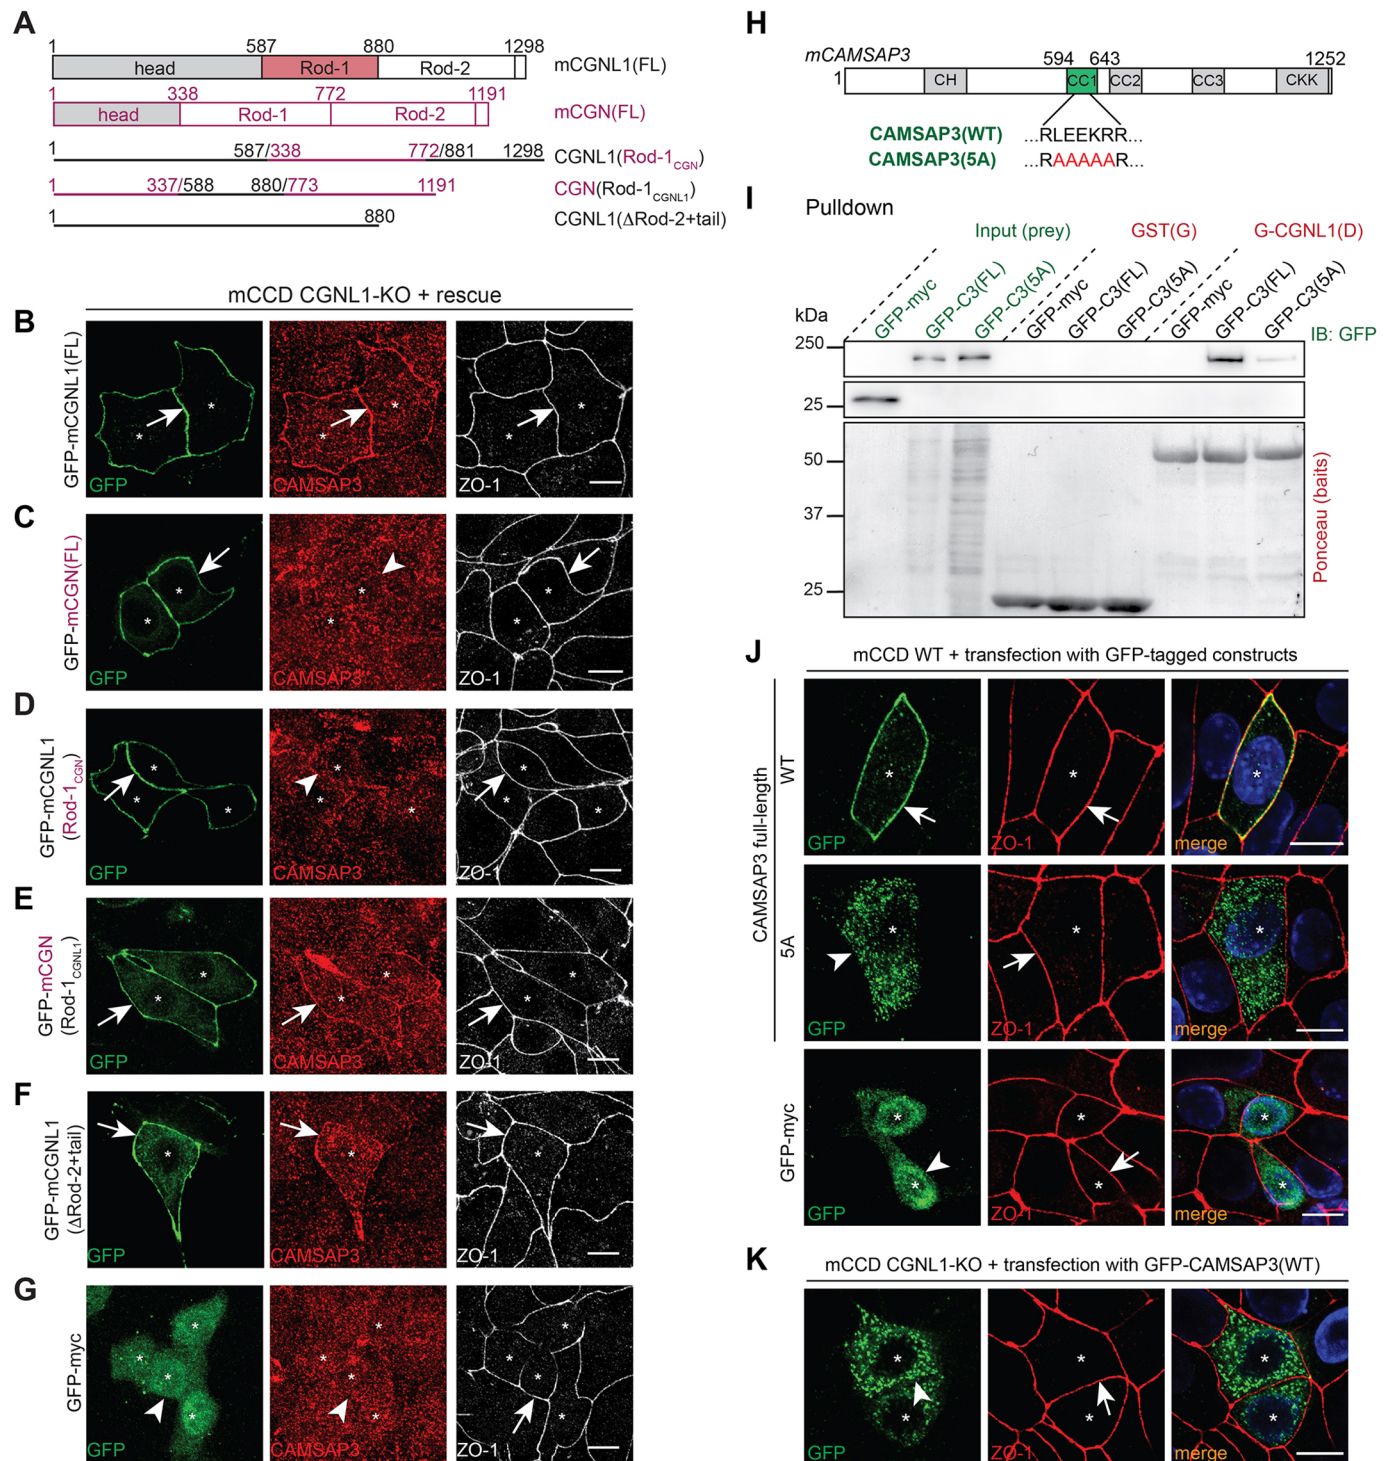 A
1 587 880 1298
head Rod-1 Rod-2 mCGNL1(FL)
1 338 772 1191
head Rod-1 Rod-2 mCGN(FL)
1 587/338 772/881 1298 CGNL1(Rod-1CGN)
1 337/588 880/773 1191 CGN(Rod-1CGNL1)
1 880 CGNL1(ΔRod-2+tail)
mCCD CGNL1-KO + rescue
B
GFP-mCGNL1(FL)
GFP CAMSAP3 ZO-1
C
GFP-mCGN(FL)
GFP CAMSAP3 ZO-1
D
GFP-mCGNL1
(Rod-1CGN)
GFP CAMSAP3 ZO-1
E
GFP-mCGN
(Rod-1CGNL1)
GFP CAMSAP3 ZO-1
F
GFP-mCGNL1
(ΔRod-2+tail)
GFP CAMSAP3 ZO-1
G
GFP-myc
GFP CAMSAP3 ZO-1
H
mCAMSAP3 594 643 1252
1 CH CC1 CC2 CC3 CKK
CAMSAP3(WT) ...RLEEKRR...
CAMSAP3(5A) ...RAAAAAR...
I
Pulldown
Input (prey) GST(G) G-CGNL1(D)
GFP-myc GFP-C3(FL) GFP-C3(5A) GFP-myc GFP-C3(FL) GFP-C3(5A) GFP-myc GFP-C3(FL) GFP-C3(5A)
kDa
250 IB: GFP
25
50
37
25
Ponceau (baits)
J
mCCD WT + transfection with GFP-tagged constructs
CAMSAP3 full-length
WT
GFP ZO-1 merge
5A
GFP ZO-1 merge
GFP-myc
GFP ZO-1 merge
K
mCCD CGNL1-KO + transfection with GFP-CAMSAP3(WT)
GFP ZO-1 merge